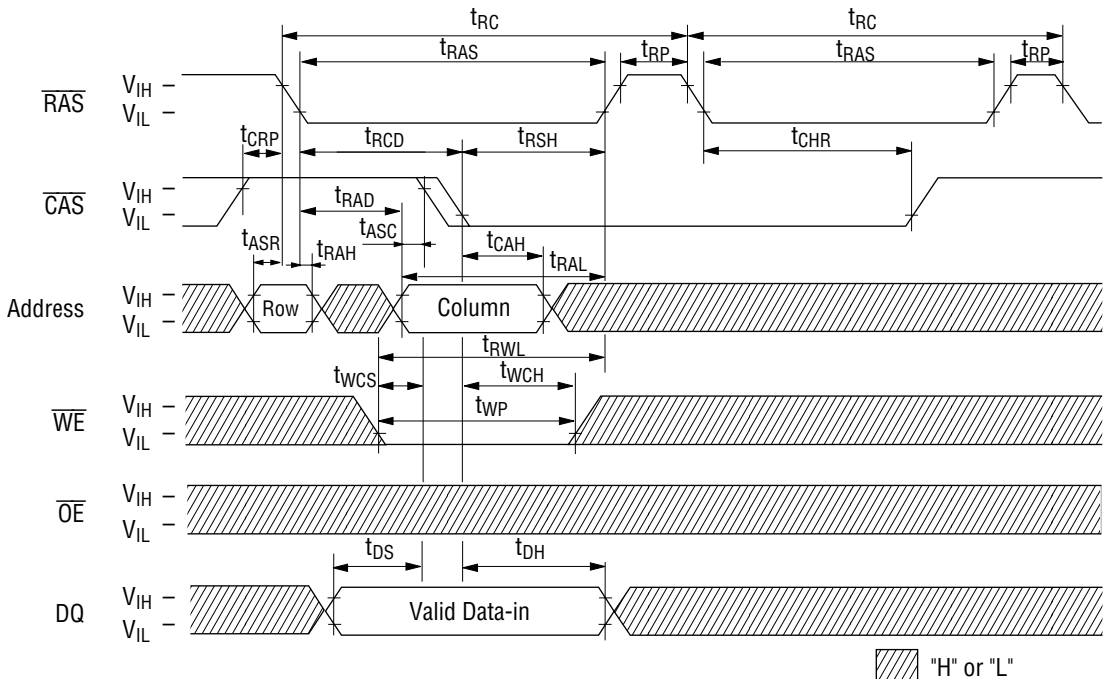 tRC tRC
tRAS tRP tRAS tRP
RAS VIH
VIL
tCRP tRCD tRSH tCHR
CAS VIH
VIL
tRAD
tASC tCAH
tASR tRAH tRAL
Address VIH
VIL
Row Column
tRWL
tWCS tWCH
tWP
WE VIH
VIL
OE VIH
VIL
tDS tDH
DQ VIH
VIL
Valid Data-in
"H" or "L"